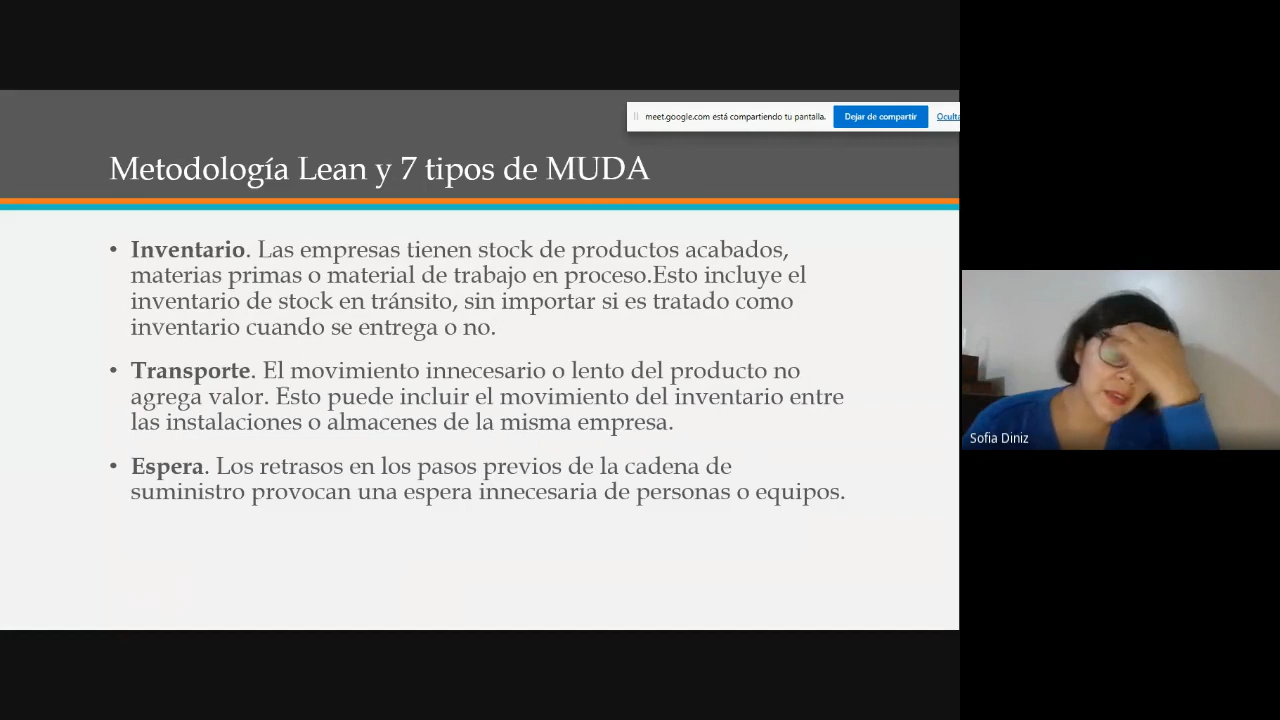 meet.google.com está compartiendo tu pantalla.
Dejar de compartir
Metodología Lean y 7 tipos de MUDA
• Inventario. Las empresas tienen stock de productos acabados,
materias primas o material de trabajo en proceso.Esto incluye el
inventario de stock en tránsito, sin importar si es tratado como
inventario cuando se entrega o no.
• Transporte. El movimiento innecesario o lento del producto no
agrega valor. Esto puede incluir el movimiento del inventario entre
las instalaciones o almacenes de la misma empresa.
• Espera. Los retrasos en los pasos previos de la cadena de
suministro provocan una espera innecesaria de personas o equipos.
Sofia Diniz